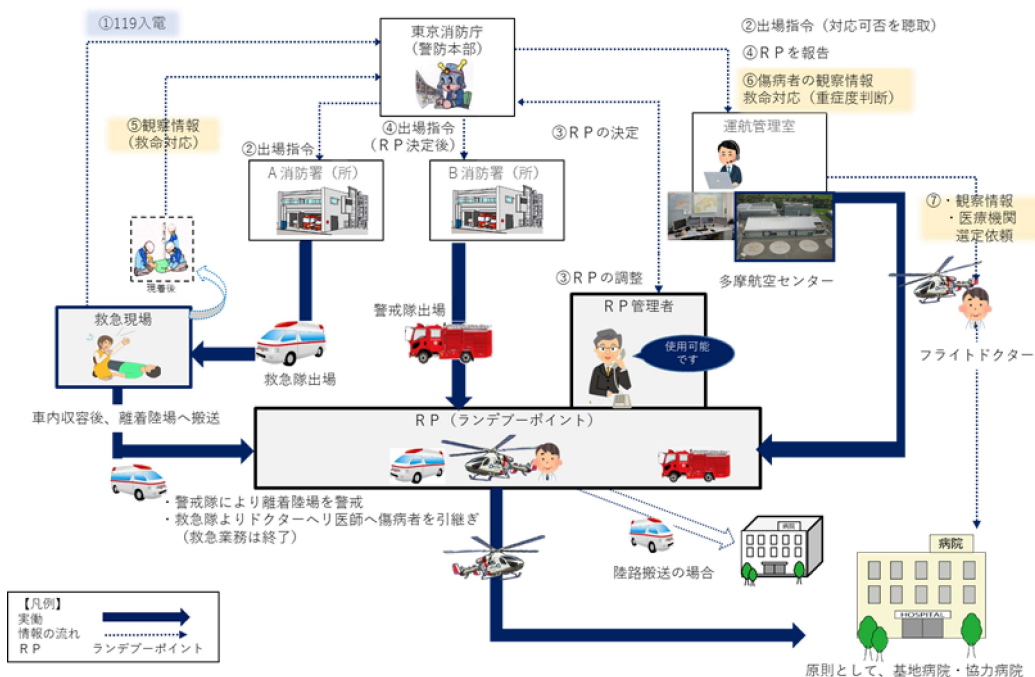 ①119入電
東京消防庁
（警防本部）
②出場指令（対応可否を聴取）
④ＲＰを報告
⑥傷病者の観察情報
救命対応（重症度判断）
運航管理室
⑤観察情報
（救命対応）
②出場指令
④出場指令
（ＲＰ決定後）
③ＲＰの決定
Ａ消防署（所）
Ｂ消防署（所）
⑦・観察情報
・医療機関
選定依頼
現着後
多摩航空センター
③ＲＰの調整
ＲＰ管理者
使用可能
です
救急現場
警戒隊出場
救急隊出場
フライトドクター
車内収容後、離着陸場へ搬送
ＲＰ（ランデブーポイント）
・警戒隊により離着陸場を警戒
・救急隊よりドクターヘリ医師へ傷病者を引継ぎ
（救急業務は終了）
陸路搬送の場合
病院
病院
HOSPITAL
原則として、基地病院・協力病院
【凡例】
実働
情報の流れ
ＲＰ　ランデブーポイント